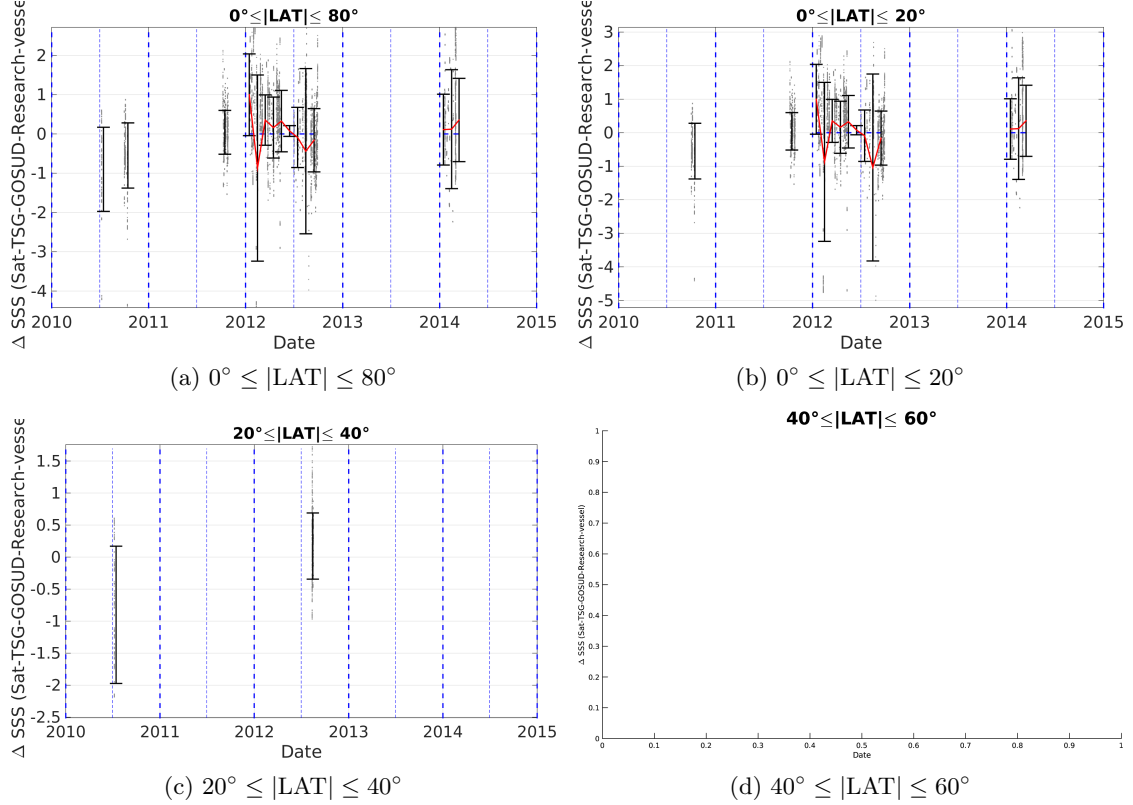 0°≤|LAT|≤ 80°
Δ SSS (Sat-TSG-GOSUD-Research-vesse
2
1
0
-1
-2
-3
-4
2010 2011 2012 2013 2014 2015
Date
(a) 0° ≤ |LAT| ≤ 80°
0°≤|LAT|≤ 20°
Δ SSS (Sat-TSG-GOSUD-Research-vesse
3
2
1
0
-1
-2
-3
-4
-5
2010 2011 2012 2013 2014 2015
Date
(b) 0° ≤ |LAT| ≤ 20°
20°≤|LAT|≤ 40°
Δ SSS (Sat-TSG-GOSUD-Research-vesse
1.5
1
0.5
0
-0.5
-1
-1.5
-2
-2.5
2010 2011 2012 2013 2014 2015
Date
(c) 20° ≤ |LAT| ≤ 40°
40°≤|LAT|≤ 60°
Δ SSS (Sat-TSG-GOSUD-Research-vessel)
1
0.9
0.8
0.7
0.6
0.5
0.4
0.3
0.2
0.1
0
0 0.1 0.2 0.3 0.4 0.5 0.6 0.7 0.8 0.9 1
Date
(d) 40° ≤ |LAT| ≤ 60°